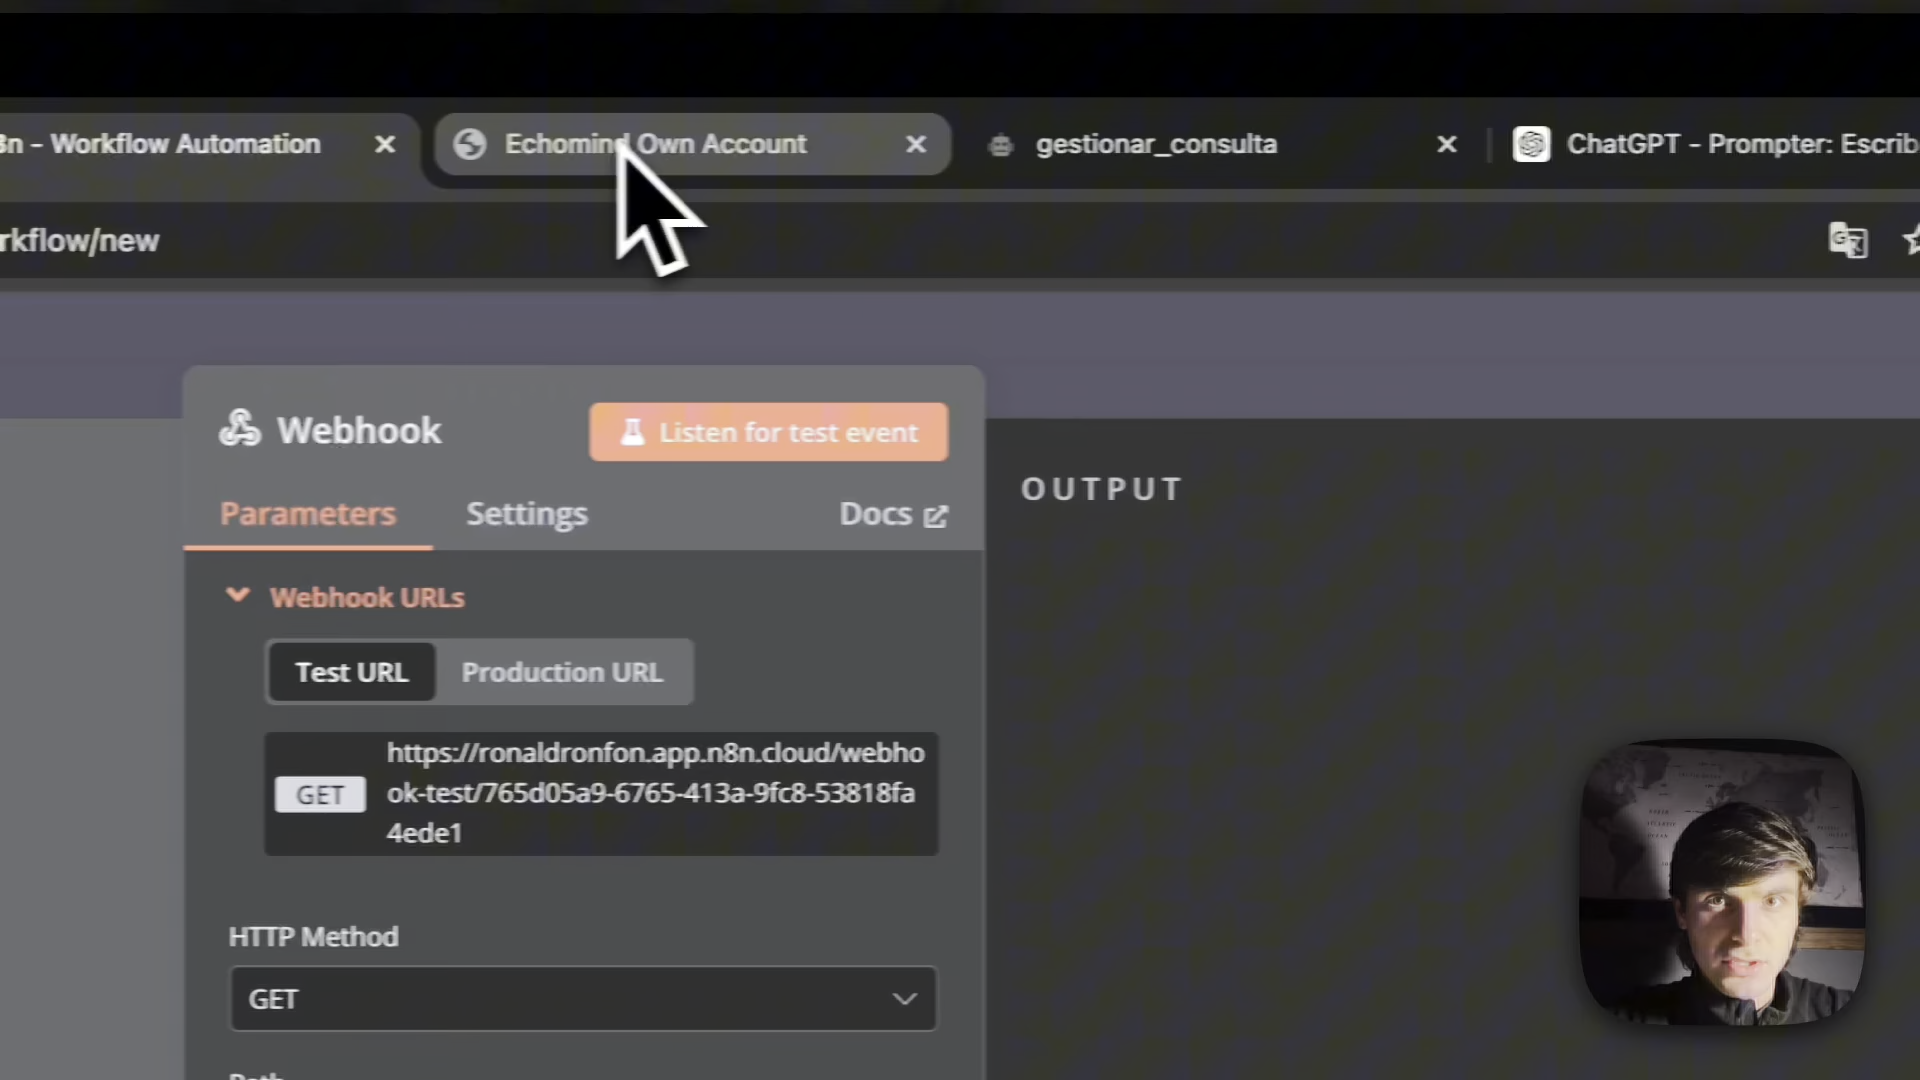 8n - Workflow Automation
Echomind Own Account
gestionar_consulta
ChatGPT - Prompter: Escrib
rkflow/new
Webhook
Listen for test event
Parameters
Settings
Docs
OUTPUT
Webhook URLs
Test URL
Production URL
GET
https://ronaldronfon.app.n8n.cloud/webho
ok-test/765d05a9-6765-413a-9fc8-53818fa
4ede1
HTTP Method
GET